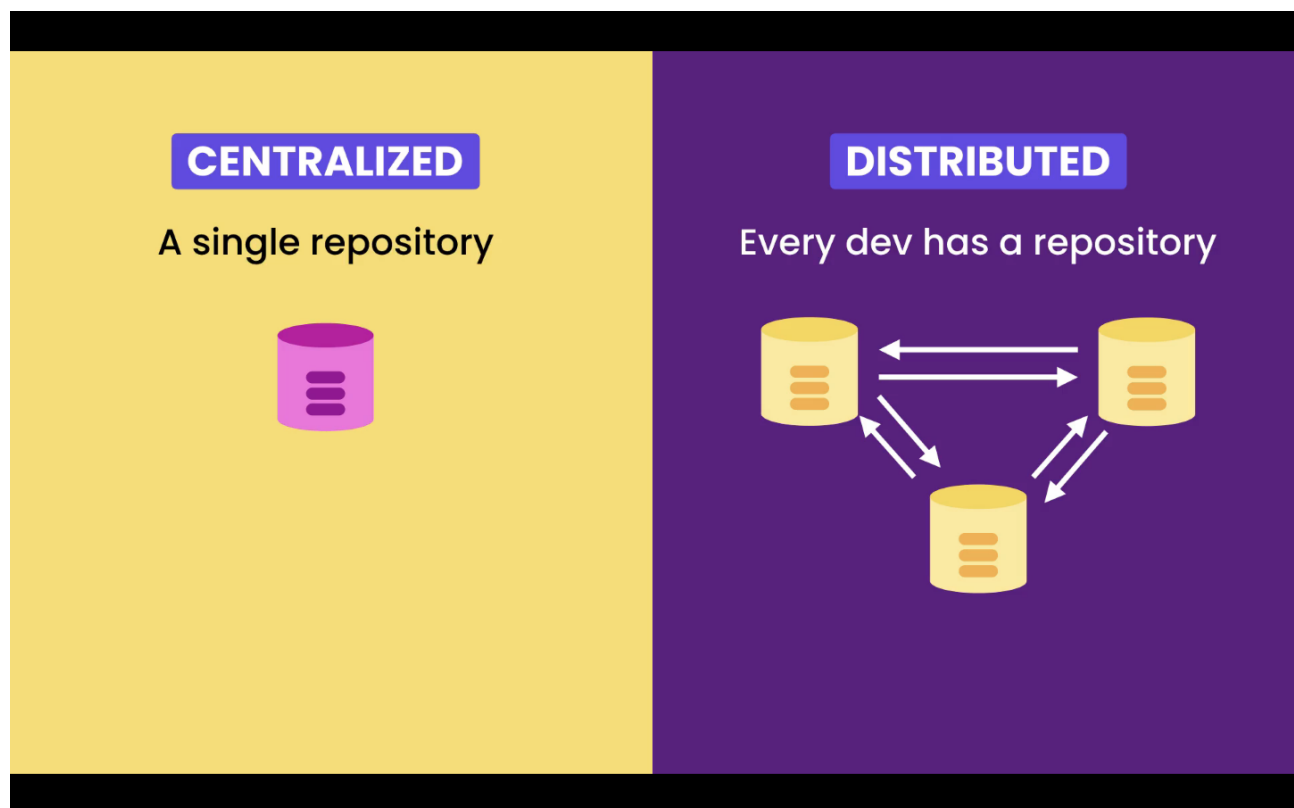 CENTRALIZED
A single repository
DISTRIBUTED
Every dev has a repository